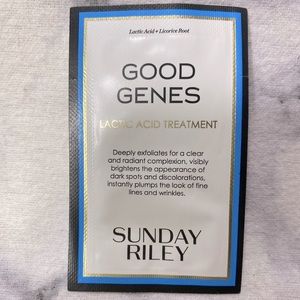 Lactic Acid + Licorice Root
GOOD
GENES
LACTIC ACID TREATMENT
Deeply exfoliates for a clear
and radiant complexion, visibly
brightens the appearance of
dark spots and discolorations,
instantly plumps the look of fine
lines and wrinkles.
SUNDAY
RILEY